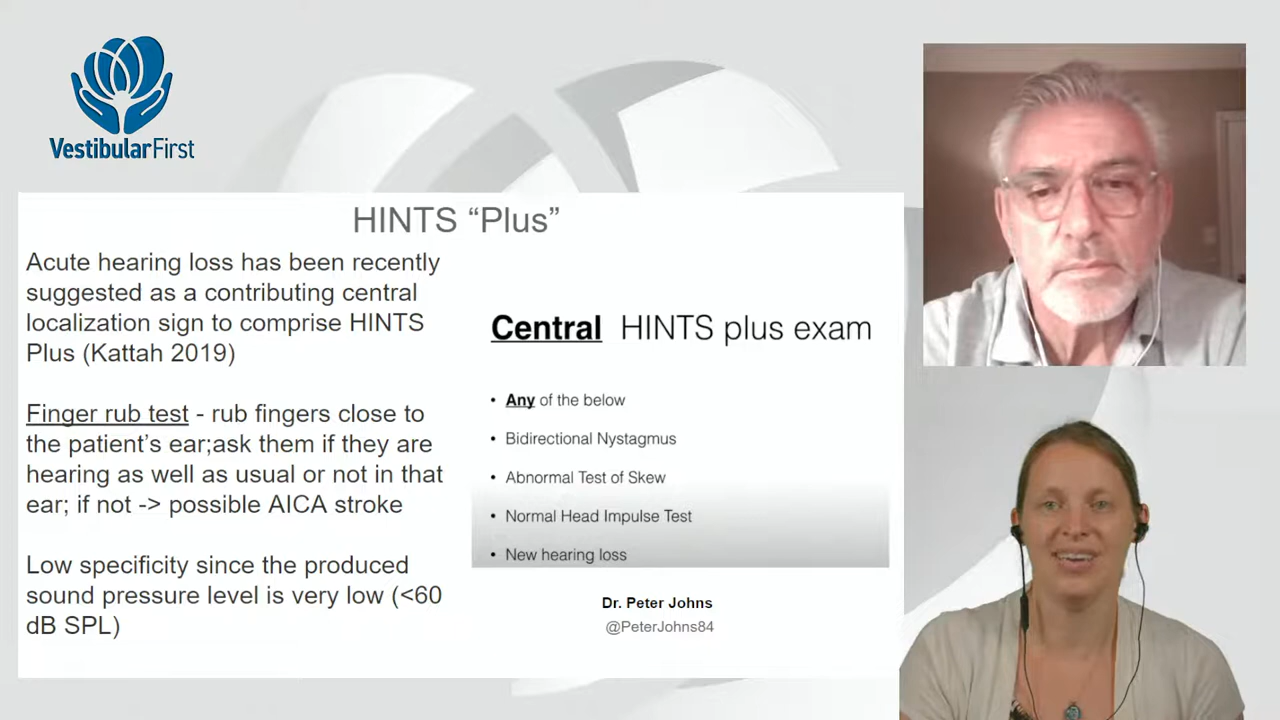 VestibularFirst
HINTS “Plus”
Acute hearing loss has been recently
suggested as a contributing central
localization sign to comprise HINTS
Plus (Kattah 2019)
Finger rub test - rub fingers close to
the patient’s ear;ask them if they are
hearing as well as usual or not in that
ear; if not -> possible AICA stroke
Low specificity since the produced
sound pressure level is very low (<60
dB SPL)
Central HINTS plus exam
• Any of the below
• Bidirectional Nystagmus
• Abnormal Test of Skew
• Normal Head Impulse Test
• New hearing loss
Dr. Peter Johns
@PeterJohns84